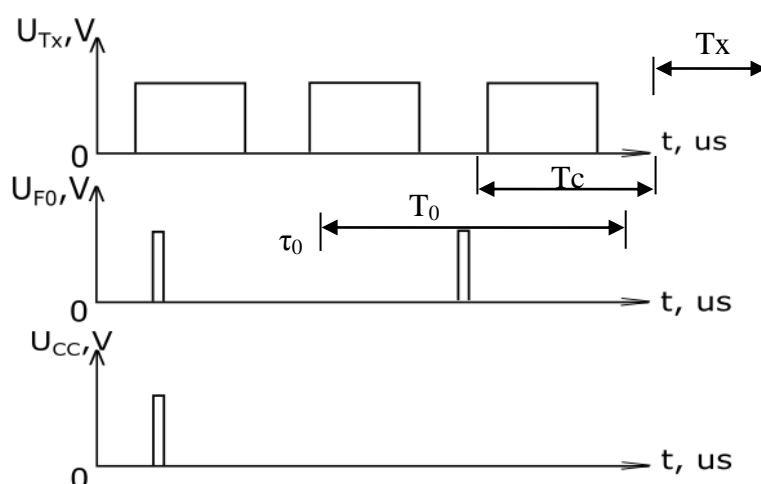 U_Tx,V
Tx
0
t, us
Tc
U_F0,V
T_0
τ_0
0
t, us
U_CC,V
0
t, us